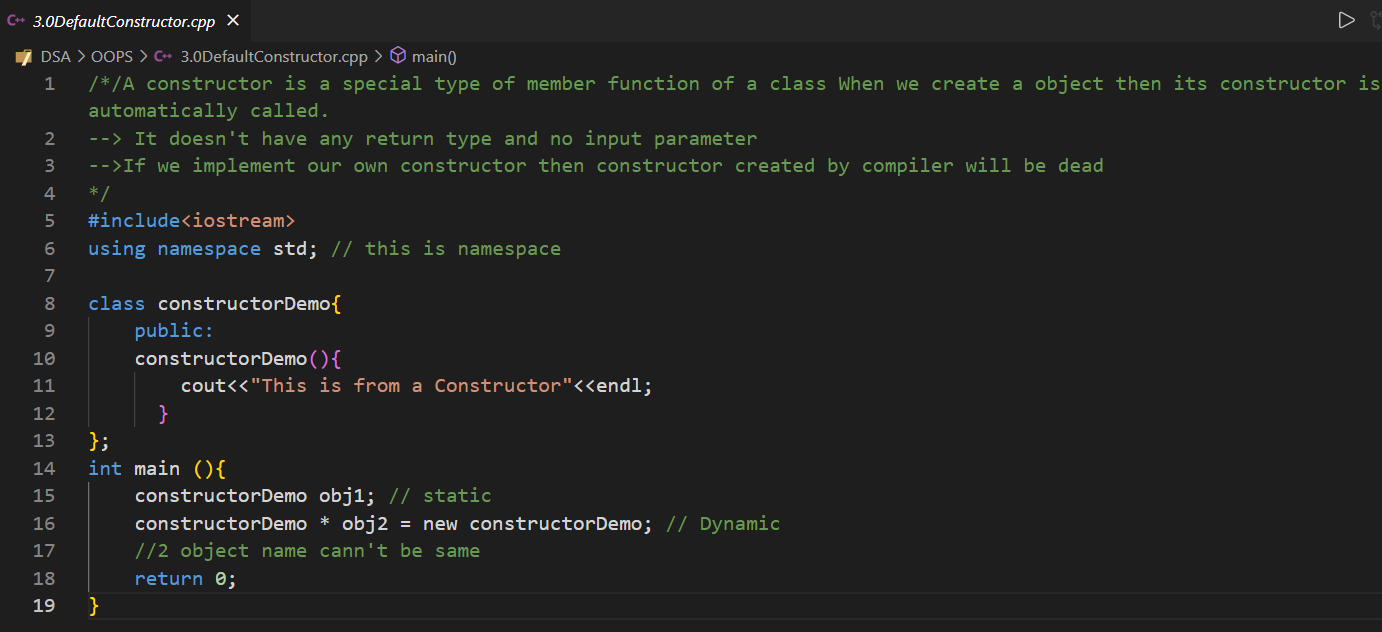 C++ 3.0DefaultConstructor.cpp ×
DSA > OOPS > C++ 3.0DefaultConstructor.cpp > main()
1 /*/A constructor is a special type of member function of a class When we create a object then its constructor is
automatically called.
2 --> It doesn't have any return type and no input parameter
3 -->If we implement our own constructor then constructor created by compiler will be dead
4 */
5 #include<iostream>
6 using namespace std; // this is namespace
7
8 class constructorDemo{
9 public:
10 constructorDemo(){
11 cout<<"This is from a Constructor"<<endl;
12 }
13 };
14 int main (){
15 constructorDemo obj1; // static
16 constructorDemo * obj2 = new constructorDemo; // Dynamic
17 //2 object name cann't be same
18 return 0;
19 }